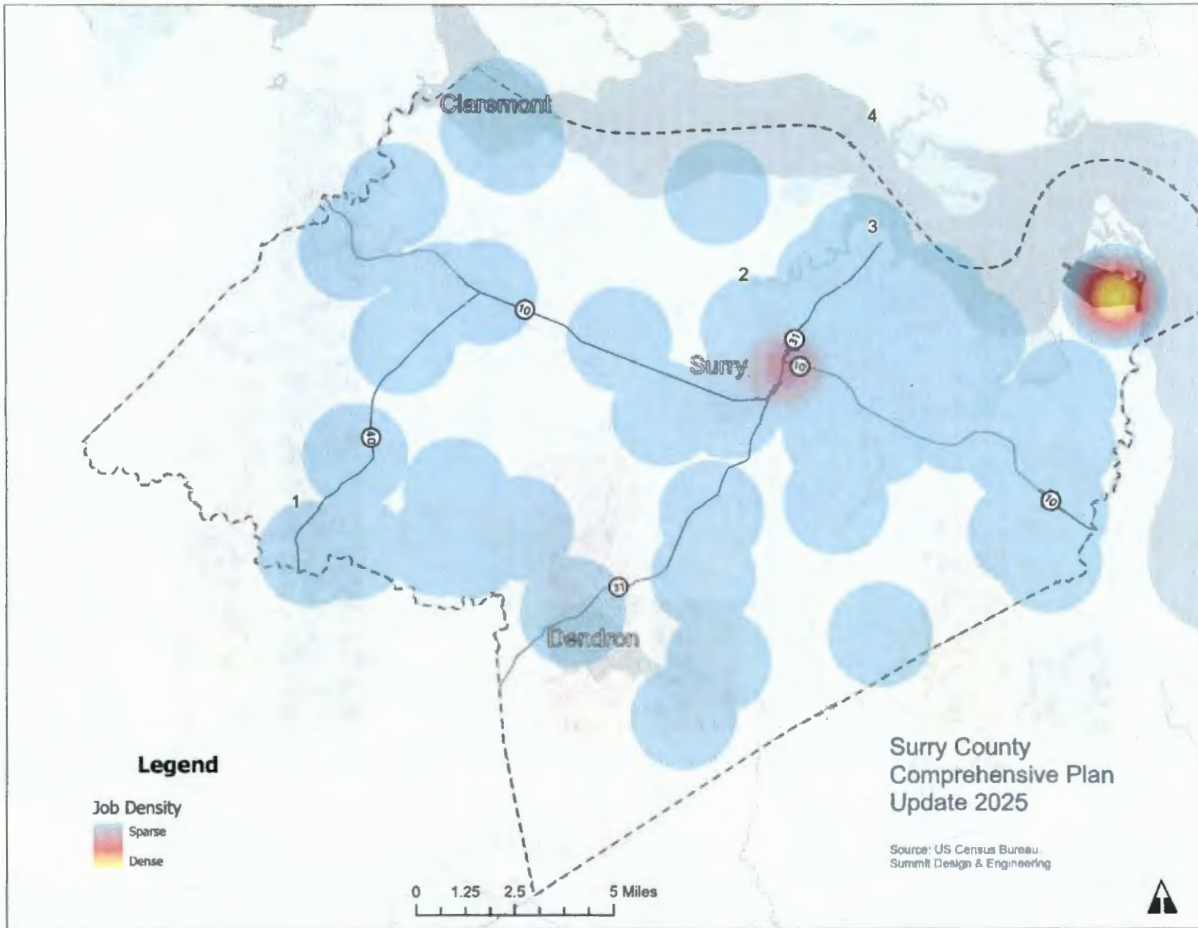 Claremont
4
3
2
10
31
Surry
10
40
1
10
31
Dendron
Legend
Job Density
Sparse
Dense
Surry County
Comprehensive Plan
Update 2025
Source: US Census Bureau.
Summit Design & Engineering
0 1.25 2.5 5 Miles